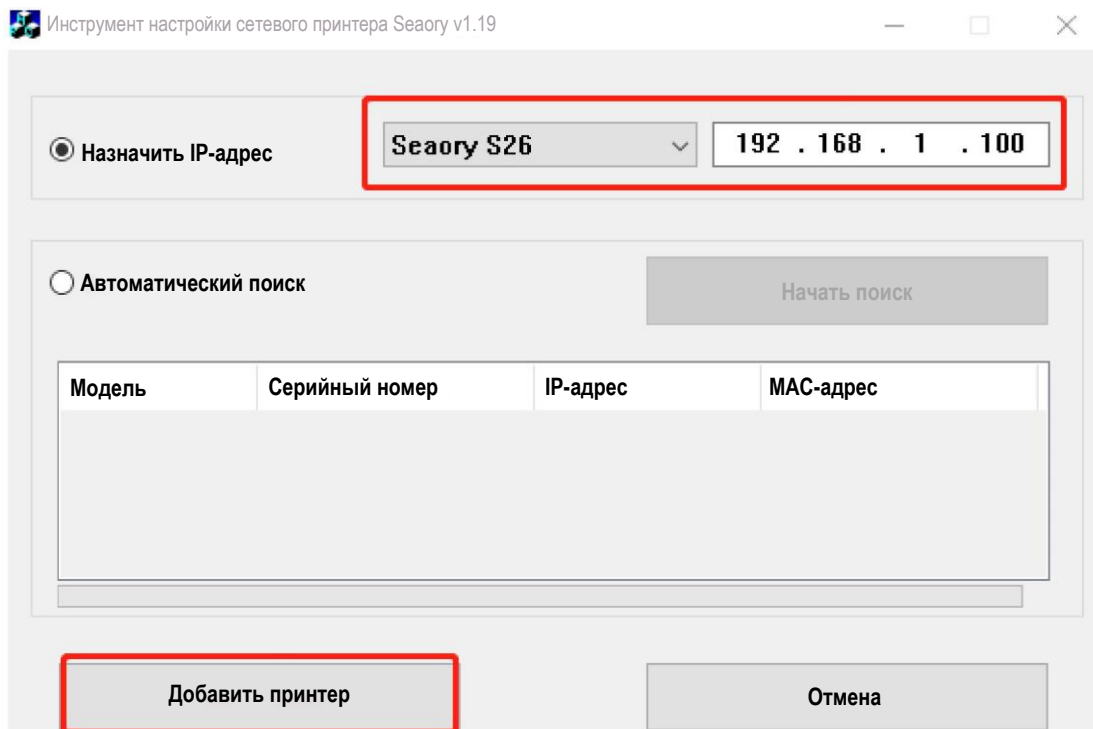 Инструмент настройки сетевого принтера Seaory v1.19
Назначить IP-адрес Seaory S26 192 . 168 . 1 . 100
Автоматический поиск Начать поиск
Модель Серийный номер IP-адрес MAC-адрес
Добавить принтер Отмена